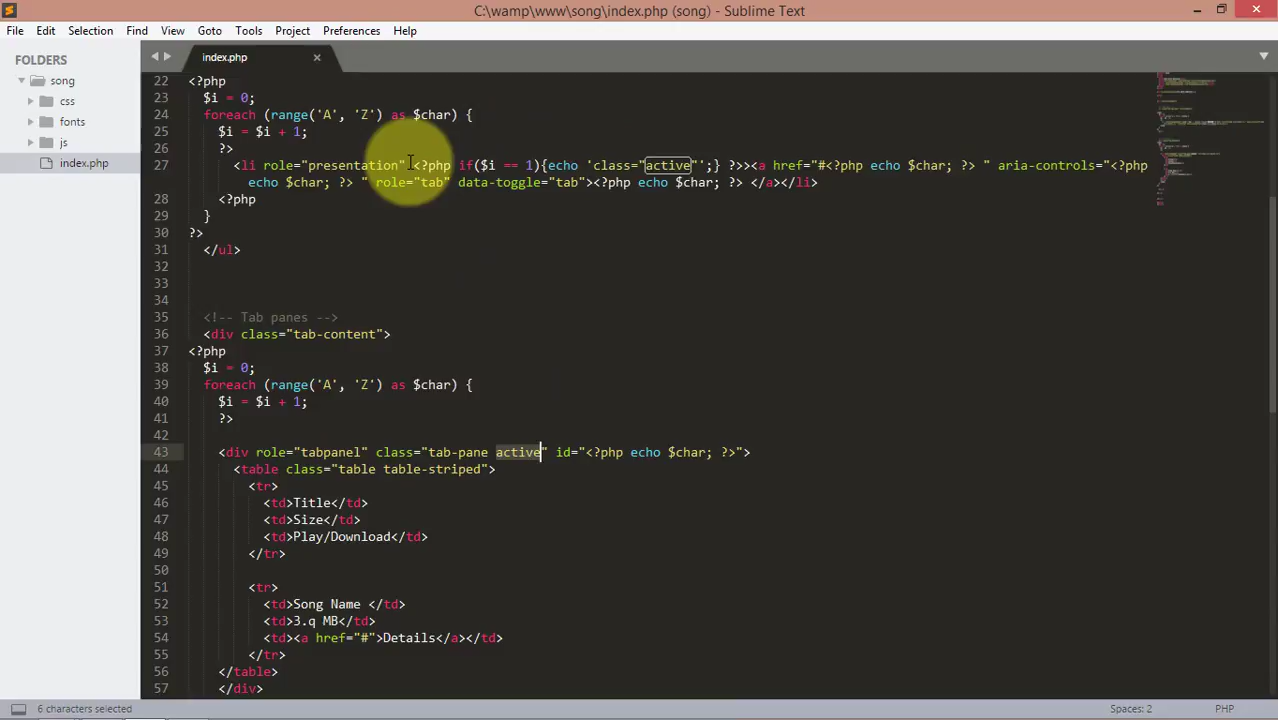 C:\wamp\www\song\index.php (song) - Sublime Text
File Edit Selection Find View Goto Tools Project Preferences Help
FOLDERS
song
css
fonts
js
index.php
index.php
22 <?php
23 $i = 0;
24 foreach (range('A', 'Z') as $char) {
25 $i = $i + 1;
26 ?>
27 <li role="presentation" <?php if($i == 1){echo 'class="active"';} ?>><a href="#<?php echo $char; ?> " aria-controls="<?php
echo $char; ?> " role="tab" data-toggle="tab"><?php echo $char; ?> </a></li>
28 <?php
29 }
30 ?>
31 </ul>
32
33
34
35 <!-- Tab panes -->
36 <div class="tab-content">
37 <?php
38 $i = 0;
39 foreach (range('A', 'Z') as $char) {
40 $i = $i + 1;
41 ?>
42
43 <div role="tabpanel" class="tab-pane active" id="<?php echo $char; ?>">
44 <table class="table table-striped">
45 <tr>
46 <td>Title</td>
47 <td>Size</td>
48 <td>Play/Download</td>
49 </tr>
50
51 <tr>
52 <td>Song Name </td>
53 <td>3.q MB</td>
54 <td><a href="#">Details</a></td>
55 </tr>
56 </table>
57 </div>
6 characters selected
Spaces: 2 PHP